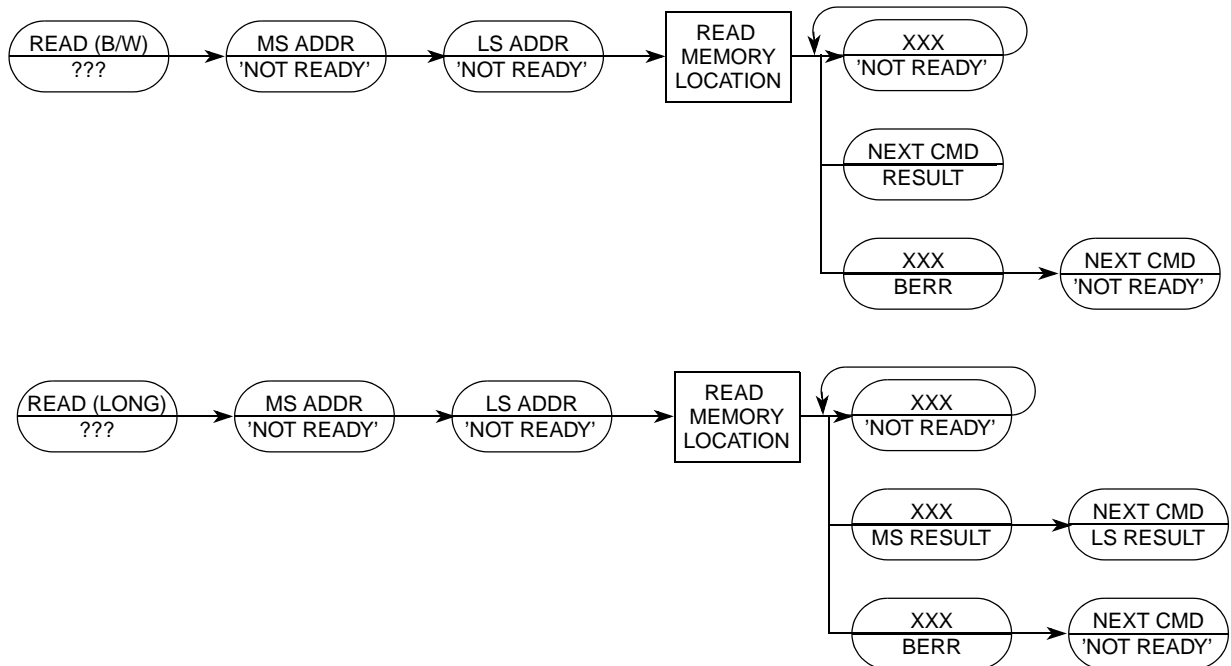 READ (B/W)
???
MS ADDR
'NOT READY'
LS ADDR
'NOT READY'
READ
MEMORY
LOCATION
XXX
'NOT READY'
NEXT CMD
RESULT
XXX
BERR
NEXT CMD
'NOT READY'
READ (LONG)
???
MS ADDR
'NOT READY'
LS ADDR
'NOT READY'
READ
MEMORY
LOCATION
XXX
'NOT READY'
XXX
MS RESULT
NEXT CMD
LS RESULT
XXX
BERR
NEXT CMD
'NOT READY'